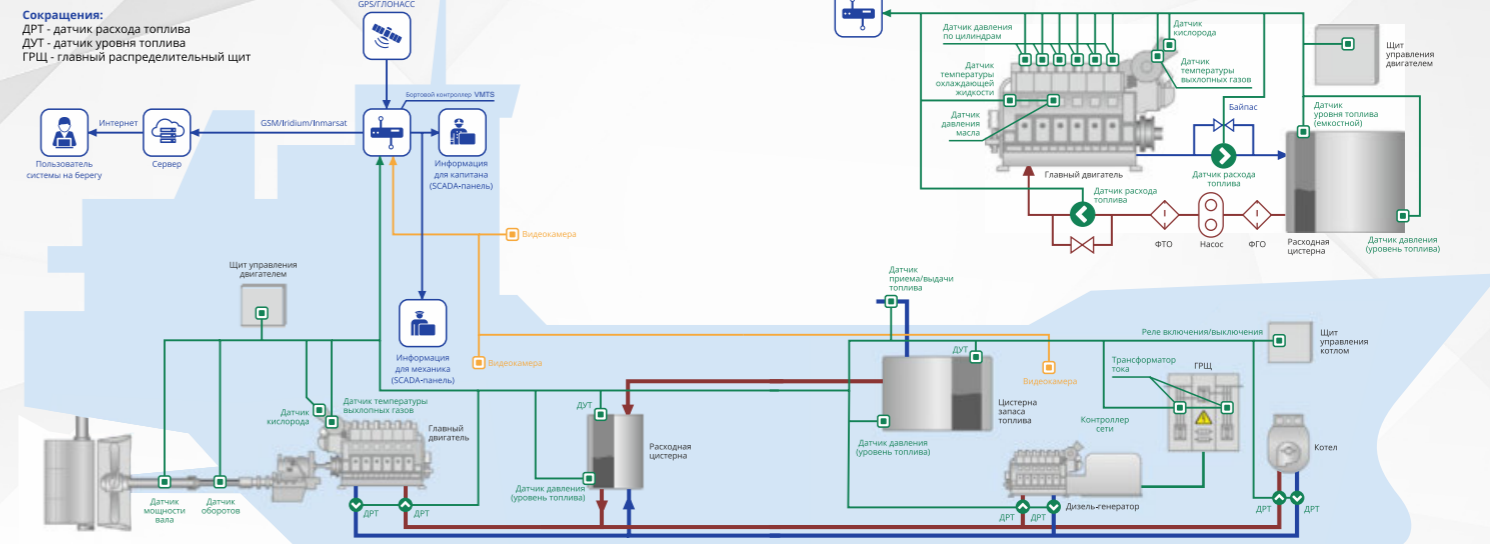 Сокращения:
ДРТ - датчик расхода топлива
ДУТ - датчик уровня топлива
ГРЩ - главный распределительный щит
GPS/ГЛОНАСС
Бортовой контроллер VMTS
Интернет
GSM/Iridium/Inmarsat
Пользователь
системы на берегу
Сервер
Информация
для капитана
(SCADA-панель)
Видеокамера
Щит управления
двигателем
Информация
для механика
(SCADA-панель)
Видеокамера
Датчик
кислорода
Датчик температуры
выхлопных газов
Главный
двигатель
Датчик
мощности
вала
Датчик
оборотов
ДРТ
ДРТ
ДУТ
Расходная
цистерна
Датчик давления
(уровень топлива)
Датчик
приема/выдачи
топлива
ДУТ
Цистерна
запаса
топлива
Датчик давления
(уровень топлива)
Видеокамера
Реле включения/выключения
Щит
управления
котлом
Трансформатор
тока
ГРЩ
Контроллер
сети
Котел
ДРТ
ДРТ
Дизель-генератор
ДРТ
ДРТ
Датчик давления
по цилиндрам
Датчик
кислорода
Датчик
температуры
выхлопных газов
Щит
управления
двигателем
Датчик
температуры
охлаждающей
жидкости
Датчик
давления
масла
Байпас
Датчик
уровня топлива
(емкостной)
Главный двигатель
Датчик расхода
топлива
Датчик расхода
топлива
ФТО
Насос
ФГО
Расходная
цистерна
Датчик давления
(уровень топлива)